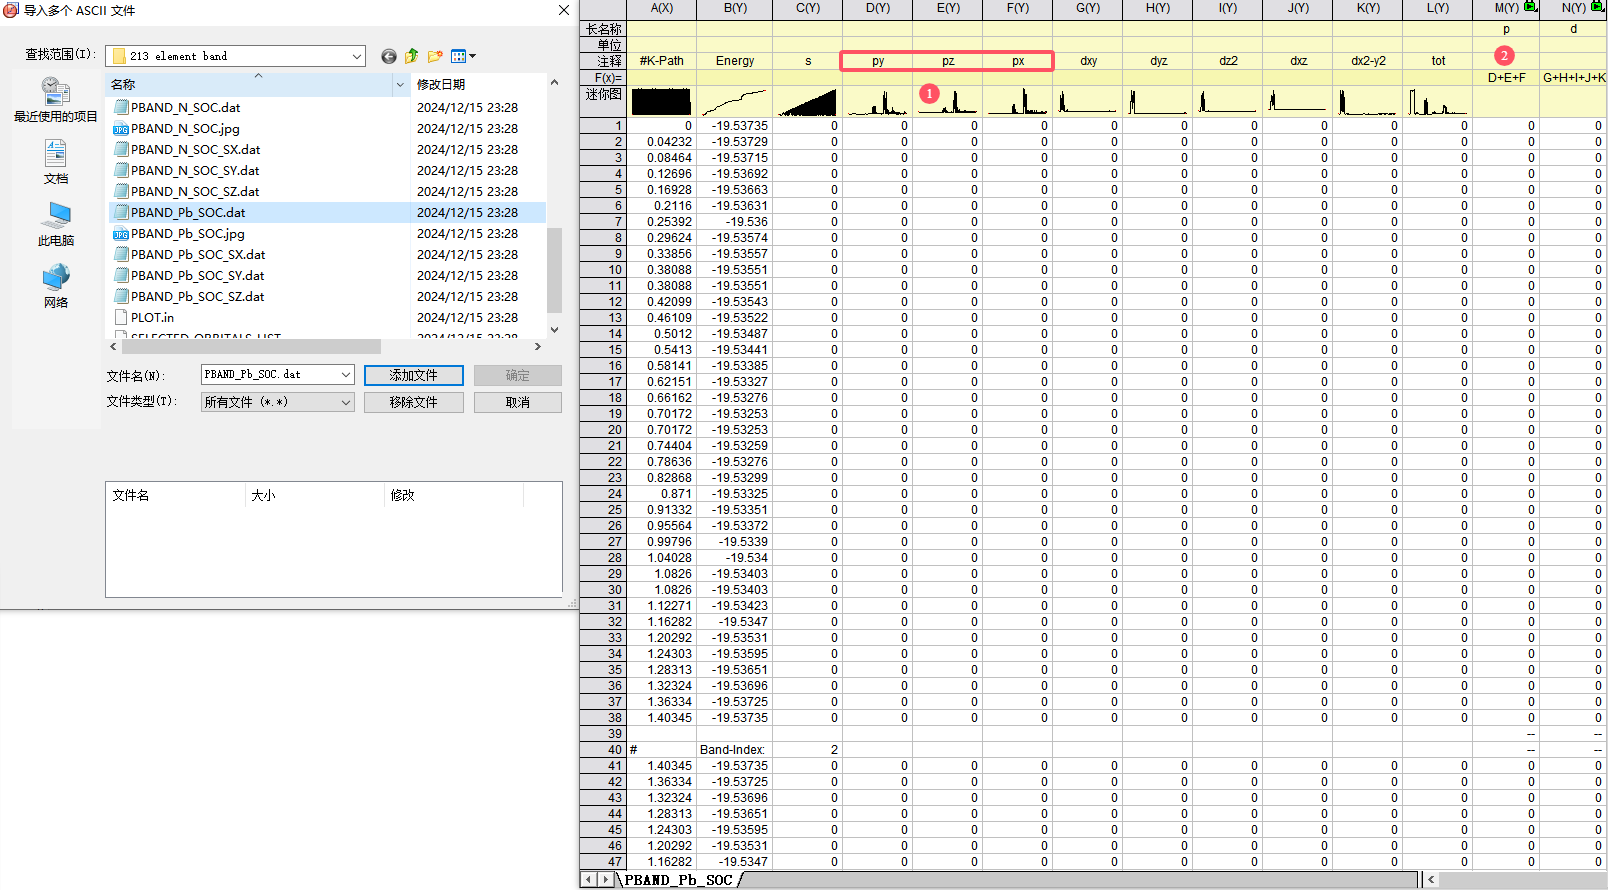 导入多个 ASCII 文件
查找范围(I): 213 element band
名称 修改日期
PBAND_N_SOC.dat 2024/12/15 23:28
PBAND_N_SOC.jpg 2024/12/15 23:28
PBAND_N_SOC_SX.dat 2024/12/15 23:28
PBAND_N_SOC_SY.dat 2024/12/15 23:28
PBAND_N_SOC_SZ.dat 2024/12/15 23:28
PBAND_Pb_SOC.dat 2024/12/15 23:28
PBAND_Pb_SOC.jpg 2024/12/15 23:28
PBAND_Pb_SOC_SX.dat 2024/12/15 23:28
PBAND_Pb_SOC_SY.dat 2024/12/15 23:28
PBAND_Pb_SOC_SZ.dat 2024/12/15 23:28
PLOT.in 2024/12/15 23:28
SELECTED_ORBITALS_LIST 2024/12/15 23:28
最近使用的项目
文档
此电脑
网络
文件名(N): PBAND_Pb_SOC.dat 添加文件 确定
文件类型(T): 所有文件 (*.*) 移除文件 取消
文件名 大小 修改
A(X) B(Y) C(Y) D(Y) E(Y) F(Y) G(Y) H(Y) I(Y) J(Y) K(Y) L(Y) M(Y) N(Y)
长名称 p d
单位
注释 #K-Path Energy s py pz px dxy dyz dz2 dxz dx2-y2 tot 2
F(x)= D+E+F G+H+I+J+K
迷你图 1
1 0 -19.53735 0 0 0 0 0 0 0 0 0 0 0 0
2 0.04232 -19.53729 0 0 0 0 0 0 0 0 0 0 0 0
3 0.08464 -19.53715 0 0 0 0 0 0 0 0 0 0 0 0
4 0.12696 -19.53692 0 0 0 0 0 0 0 0 0 0 0 0
5 0.16928 -19.53663 0 0 0 0 0 0 0 0 0 0 0 0
6 0.2116 -19.53631 0 0 0 0 0 0 0 0 0 0 0 0
7 0.25392 -19.536 0 0 0 0 0 0 0 0 0 0 0 0
8 0.29624 -19.53574 0 0 0 0 0 0 0 0 0 0 0 0
9 0.33856 -19.53557 0 0 0 0 0 0 0 0 0 0 0 0
10 0.38088 -19.53551 0 0 0 0 0 0 0 0 0 0 0 0
11 0.38088 -19.53551 0 0 0 0 0 0 0 0 0 0 0 0
12 0.42099 -19.53543 0 0 0 0 0 0 0 0 0 0 0 0
13 0.46109 -19.53522 0 0 0 0 0 0 0 0 0 0 0 0
14 0.5012 -19.53487 0 0 0 0 0 0 0 0 0 0 0 0
15 0.5413 -19.53441 0 0 0 0 0 0 0 0 0 0 0 0
16 0.58141 -19.53385 0 0 0 0 0 0 0 0 0 0 0 0
17 0.62151 -19.53327 0 0 0 0 0 0 0 0 0 0 0 0
18 0.66162 -19.53276 0 0 0 0 0 0 0 0 0 0 0 0
19 0.70172 -19.53253 0 0 0 0 0 0 0 0 0 0 0 0
20 0.70172 -19.53253 0 0 0 0 0 0 0 0 0 0 0 0
21 0.74404 -19.53259 0 0 0 0 0 0 0 0 0 0 0 0
22 0.78636 -19.53276 0 0 0 0 0 0 0 0 0 0 0 0
23 0.82868 -19.53299 0 0 0 0 0 0 0 0 0 0 0 0
24 0.871 -19.53325 0 0 0 0 0 0 0 0 0 0 0 0
25 0.91332 -19.53351 0 0 0 0 0 0 0 0 0 0 0 0
26 0.95564 -19.53372 0 0 0 0 0 0 0 0 0 0 0 0
27 0.99796 -19.5339 0 0 0 0 0 0 0 0 0 0 0 0
28 1.04028 -19.534 0 0 0 0 0 0 0 0 0 0 0 0
29 1.0826 -19.53403 0 0 0 0 0 0 0 0 0 0 0 0
30 1.0826 -19.53403 0 0 0 0 0 0 0 0 0 0 0 0
31 1.12271 -19.53423 0 0 0 0 0 0 0 0 0 0 0 0
32 1.16282 -19.5347 0 0 0 0 0 0 0 0 0 0 0 0
33 1.20292 -19.53531 0 0 0 0 0 0 0 0 0 0 0 0
34 1.24303 -19.53595 0 0 0 0 0 0 0 0 0 0 0 0
35 1.28313 -19.53651 0 0 0 0 0 0 0 0 0 0 0 0
36 1.32324 -19.53696 0 0 0 0 0 0 0 0 0 0 0 0
37 1.36334 -19.53725 0 0 0 0 0 0 0 0 0 0 0 0
38 1.40345 -19.53735 0 0 0 0 0 0 0 0 0 0 0 0
39 -- --
40 # Band-Index: 2 -- --
41 1.40345 -19.53735 0 0 0 0 0 0 0 0 0 0 0 0
42 1.36334 -19.53725 0 0 0 0 0 0 0 0 0 0 0 0
43 1.32324 -19.53696 0 0 0 0 0 0 0 0 0 0 0 0
44 1.28313 -19.53651 0 0 0 0 0 0 0 0 0 0 0 0
45 1.24303 -19.53595 0 0 0 0 0 0 0 0 0 0 0 0
46 1.20292 -19.53531 0 0 0 0 0 0 0 0 0 0 0 0
47 1.16282 -19.5347 0 0 0 0 0 0 0 0 0 0 0 0
PBAND_Pb_SOC